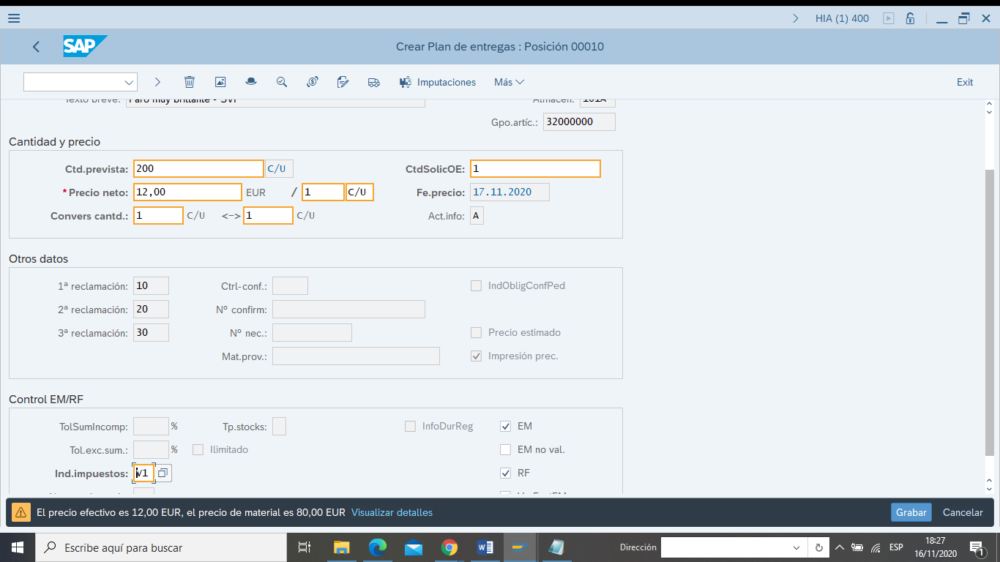 HIA (1) 400
SAP
Crear Plan de entregas : Posición 00010
Imputaciones Más Exit
Texto breve: Faro muy brillante - SVI Almacén: 101A
Gpo.artíc.: 32000000
Cantidad y precio
Ctd.prevista: 200 C/U CtdSolicOE: 1
* Precio neto: 12,00 EUR / 1 C/U Fe.precio: 17.11.2020
Convers cantd.: 1 C/U <-> 1 C/U Act.info: A
Otros datos
1ª reclamación: 10 Ctrl-conf.: IndObligConfPed
2ª reclamación: 20 Nº confirm:
3ª reclamación: 30 Nº nec.: Precio estimado
Mat.prov.: Impresión prec.
Control EM/RF
TolSumIncomp: % Tp.stocks: InfoDurReg EM
Tol.exc.sum.: % Ilimitado EM no val.
Ind.impuestos: V1 RF
El precio efectivo es 12,00 EUR, el precio de material es 80,00 EUR Visualizar detalles Grabar Cancelar
Escribe aquí para buscar Dirección ESP 18:27
16/11/2020 1